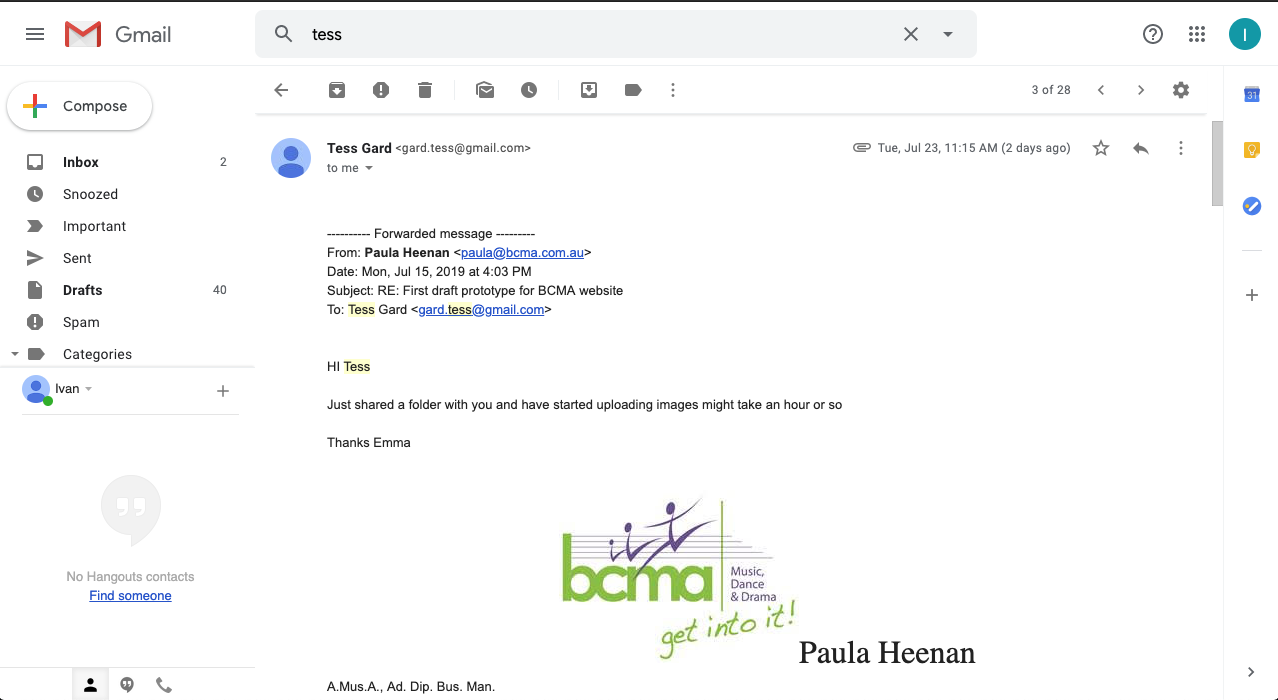 Gmail
tess
I
Compose
3 of 28
31
Inbox 2
Snoozed
Important
Sent
Drafts 40
Spam
Categories
Ivan
No Hangouts contacts
Find someone
Tess Gard <gard.tess@gmail.com>
Tue, Jul 23, 11:15 AM (2 days ago)
to me
---------- Forwarded message ---------
From: Paula Heenan <paula@bcma.com.au>
Date: Mon, Jul 15, 2019 at 4:03 PM
Subject: RE: First draft prototype for BCMA website
To: Tess Gard <gard.tess@gmail.com>
HI Tess
Just shared a folder with you and have started uploading images might take an hour or so
Thanks Emma
bcma
Music,
Dance
& Drama
get into it!
Paula Heenan
A.Mus.A., Ad. Dip. Bus. Man.